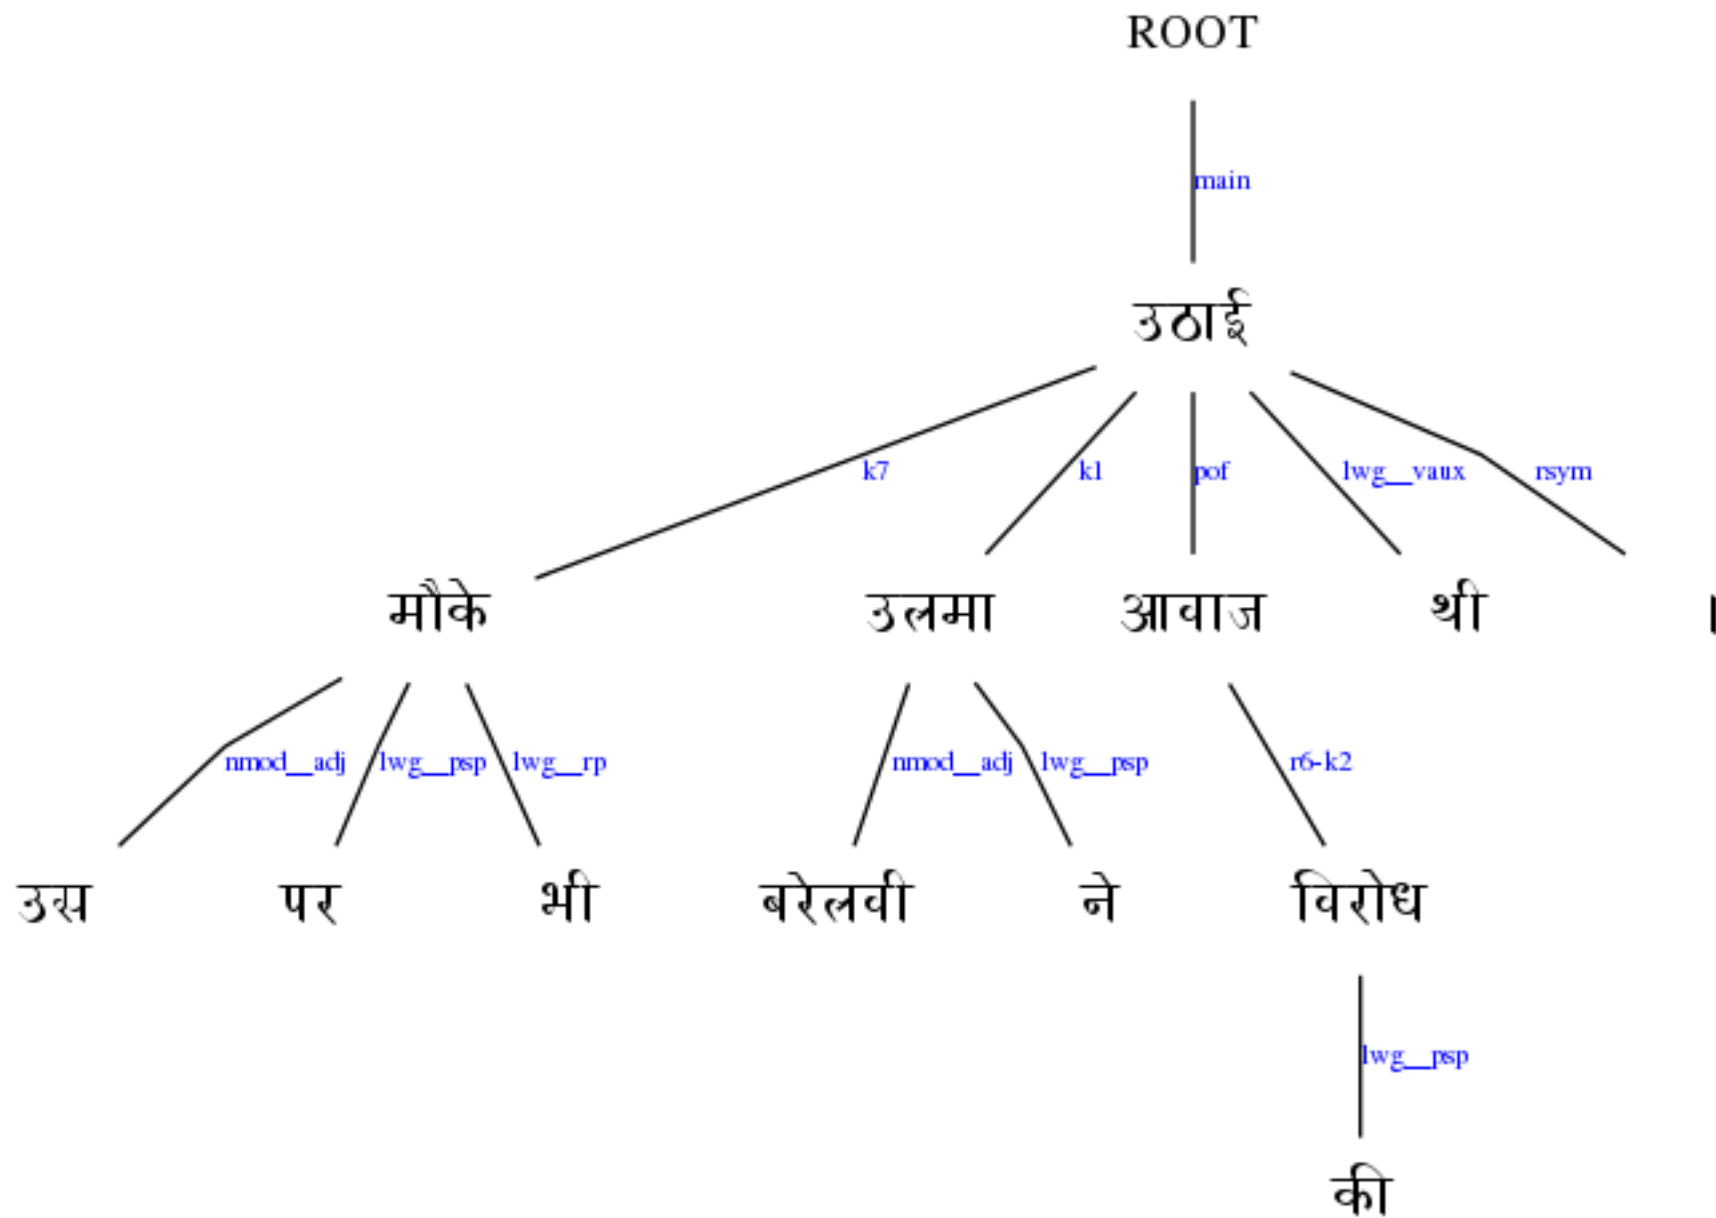 ROOT
main
उठाई
k7 k1 pof lwg__vaux rsym
मौके उलमा आवाज थी ।
nmod__adj lwg__psp lwg__rp nmod__adj lwg__psp r6-k2
उस पर भी बरेलवी ने विरोध
lwg__psp
की